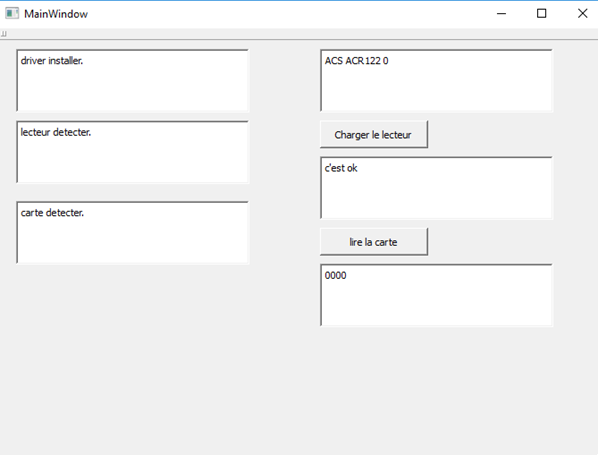 MainWindow
driver installer.
lecteur detecter.
carte detecter.
ACS ACR122 0
Charger le lecteur
c'est ok
lire la carte
0000